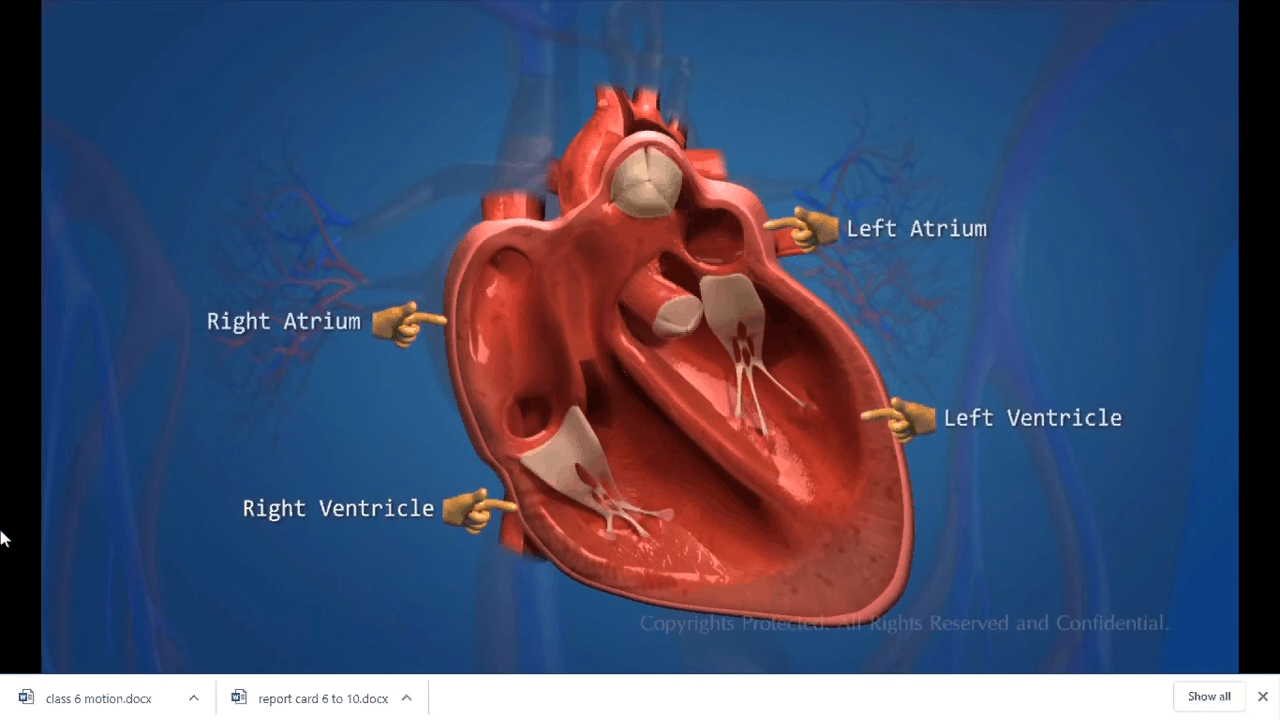 Left Atrium
Right Atrium
Left Ventricle
Right Ventricle
Copyrights Protected. All Rights Reserved and Confidential.
class 6 motion.docx
report card 6 to 10.docx
Show all